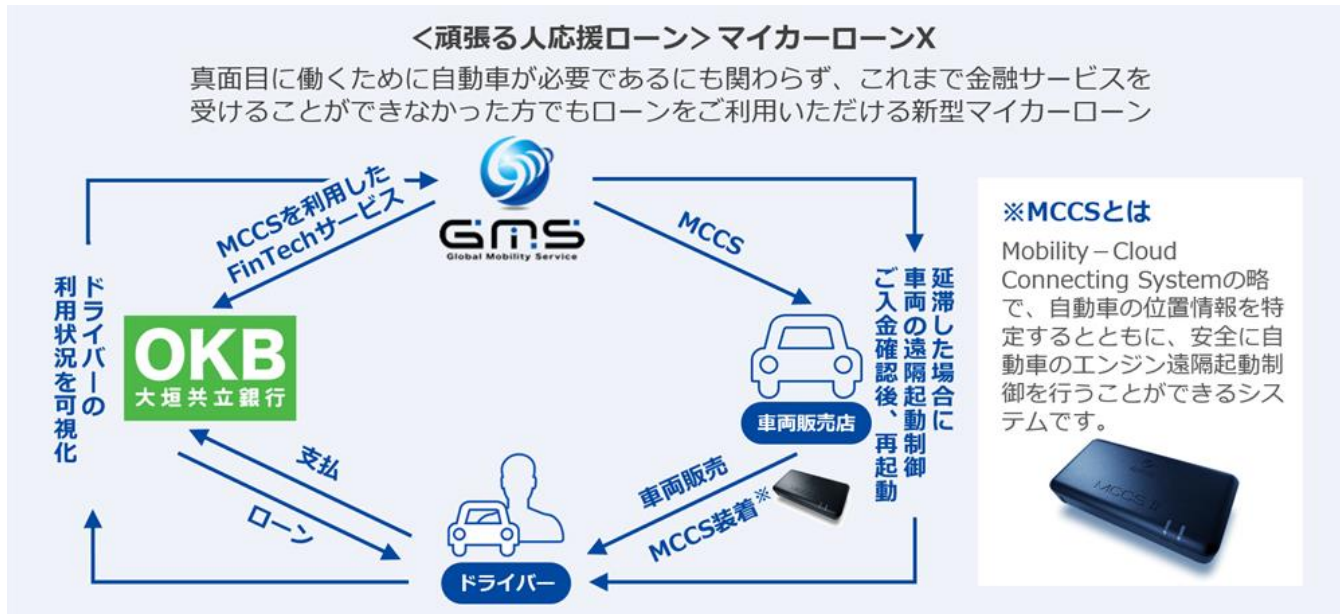 <頑張る人応援ローン>マイカーローンX
真面目に働くために自動車が必要であるにも関わらず、これまで金融サービスを
受けることができなかった方でもローンをご利用いただける新型マイカーローン
MCCSを利用した
FinTechサービス
GMS
Global Mobility Service
MCCS
ドライバーの
利用状況を可視化
OKB
大垣共立銀行
車両販売店
延滞した場合に
車両の遠隔起動制御
ご入金確認後、再起動
支払
ローン
車両販売
MCCS装着※
ドライバー
※MCCSとは
Mobility－Cloud
Connecting Systemの略
で、自動車の位置情報を特
定するとともに、安全に自
動車のエンジン遠隔起動制
御を行うことができるシス
テムです。
MCCS II